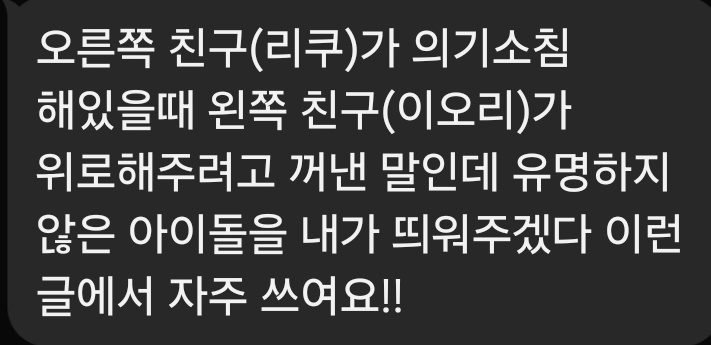 오른쪽 친구(리쿠)가 의기소침
해있을때 왼쪽 친구(이오리)가
위로해주려고 꺼낸 말인데 유명하지
않은 아이돌을 내가 띄워주겠다 이런
글에서 자주 쓰여요!!